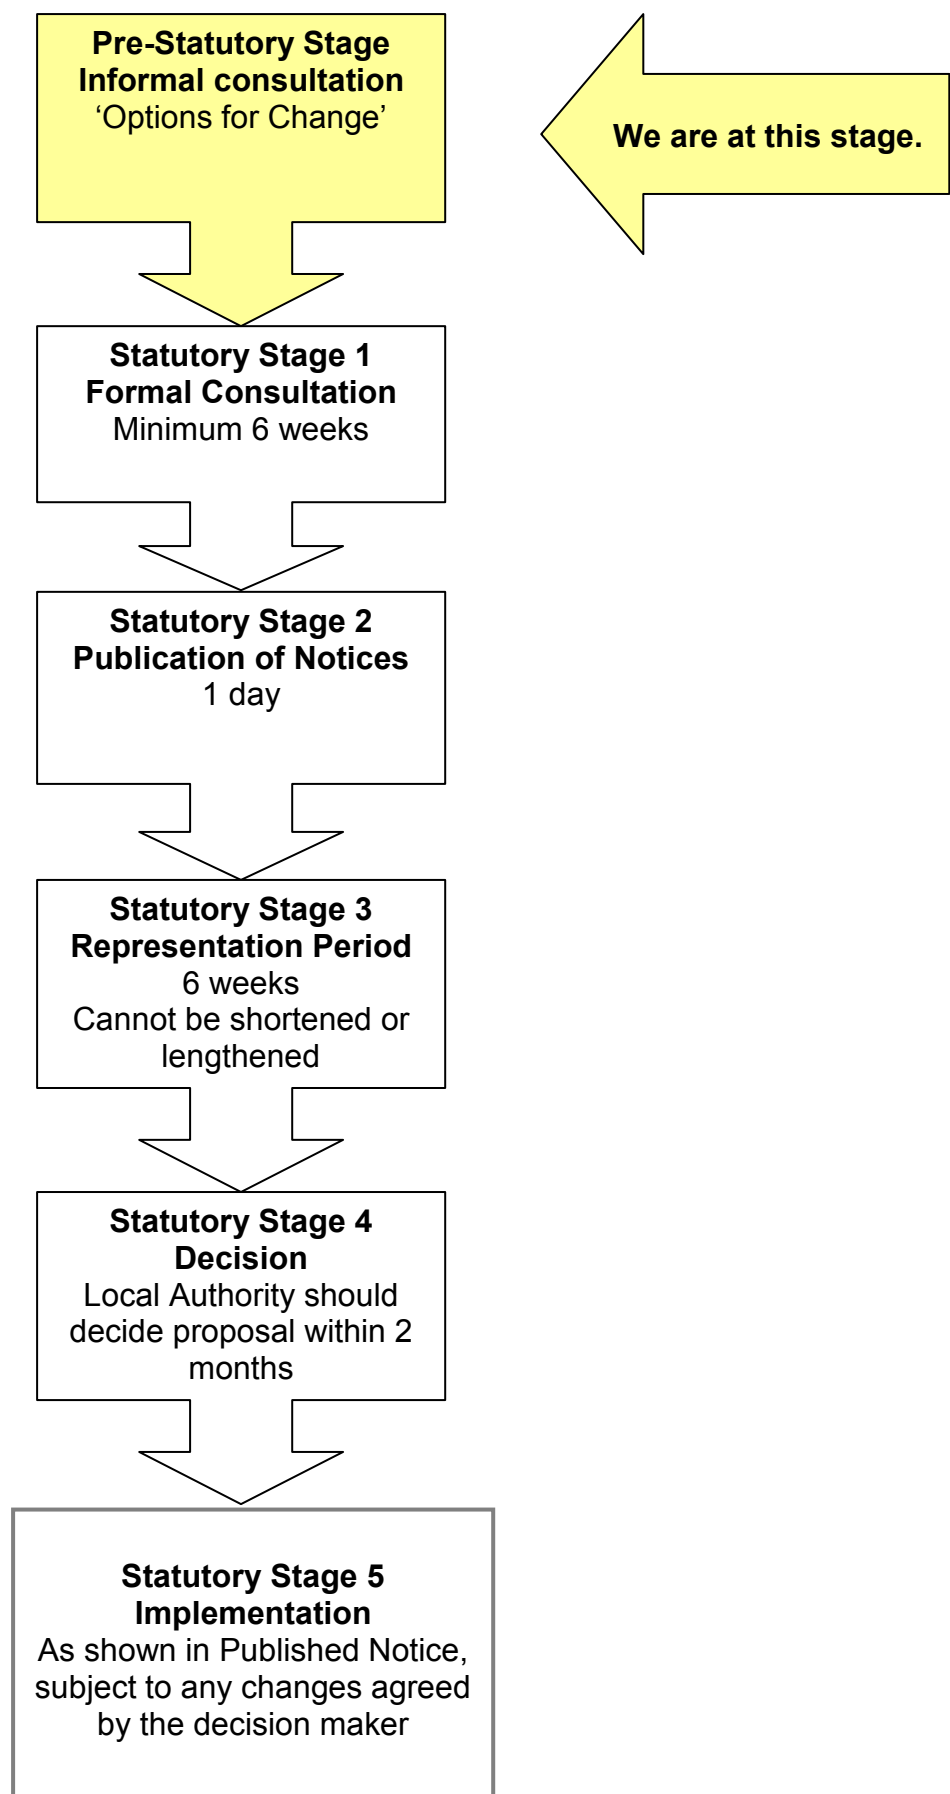 Pre-Statutory Stage
Informal consultation
‘Options for Change’
We are at this stage.
Statutory Stage 1
Formal Consultation
Minimum 6 weeks
Statutory Stage 2
Publication of Notices
1 day
Statutory Stage 3
Representation Period
6 weeks
Cannot be shortened or
lengthened
Statutory Stage 4
Decision
Local Authority should
decide proposal within 2
months
Statutory Stage 5
Implementation
As shown in Published Notice,
subject to any changes agreed
by the decision maker